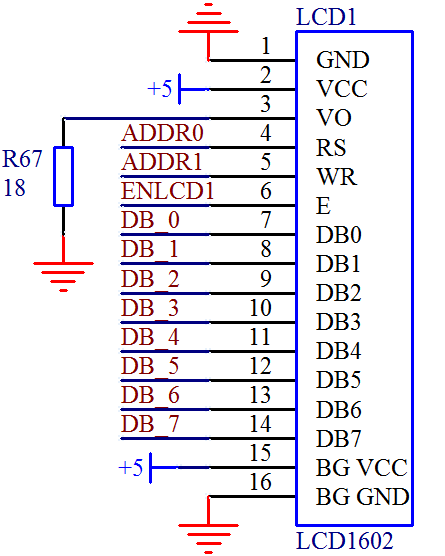 LCD1
1 GND
+5 2 VCC
3 VO
ADDR0 4 RS
R67
18
ADDR1 5 WR
ENLCD1 6 E
DB_0 7 DB0
DB_1 8 DB1
DB_2 9 DB2
DB_3 10 DB3
DB_4 11 DB4
DB_5 12 DB5
DB_6 13 DB6
DB_7 14 DB7
+5 15 BG VCC
16 BG GND
LCD1602